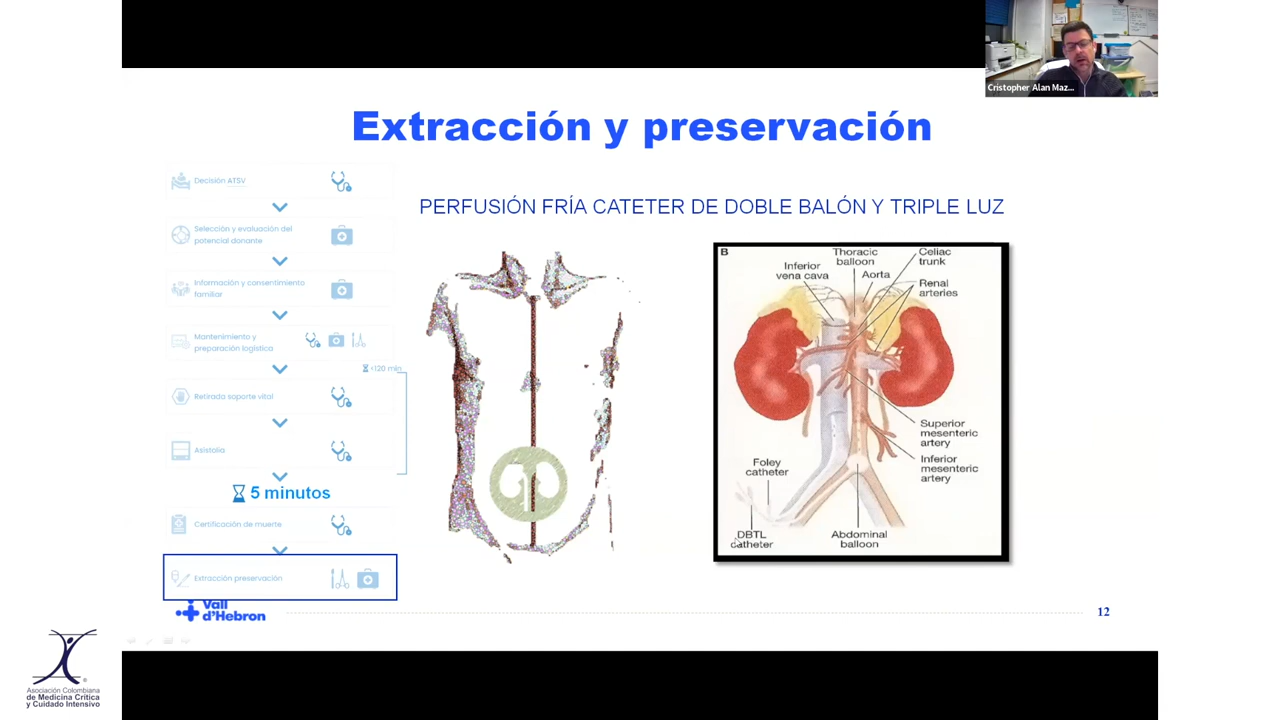 Cristopher Alan Maz...
Extracción y preservación
PERFUSIÓN FRÍA CATETER DE DOBLE BALÓN Y TRIPLE LUZ
Decisión ATSV
Selección y evaluación del
potencial donante
Información y consentimiento
familiar
Mantenimiento y
preparación logística
<120 min
Retirada soporte vital
Asistolia
5 minutos
Certificación de muerte
Extracción preservación
B
Thoracic
balloon
Celiac
trunk
Inferior
vena cava
Aorta
Renal
arteries
Superior
mesenteric
artery
Inferior
mesenteric
artery
Foley
catheter
DBTL
catheter
Abdominal
balloon
Vall
d'Hebron
12
Asociación Colombiana
de Medicina Crítica
y Cuidado Intensivo